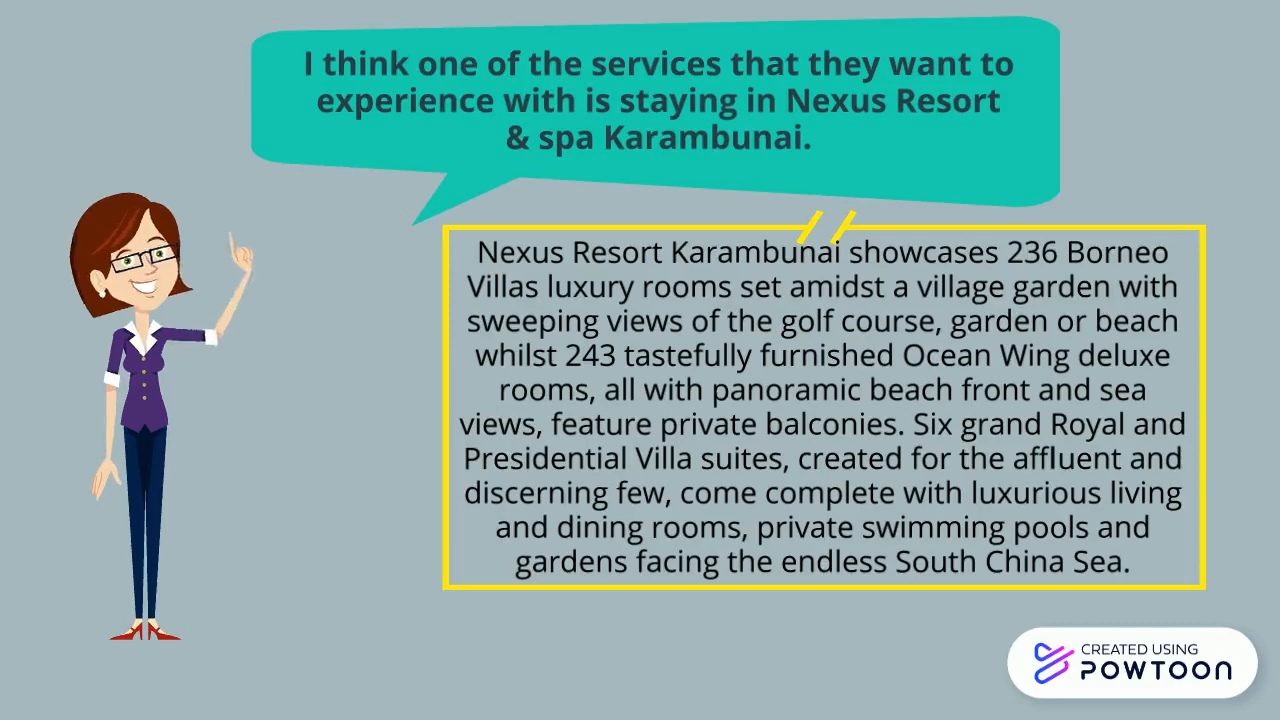 I think one of the services that they want to
experience with is staying in Nexus Resort
& spa Karambunai.
Nexus Resort Karambunai showcases 236 Borneo
Villas luxury rooms set amidst a village garden with
sweeping views of the golf course, garden or beach
whilst 243 tastefully furnished Ocean Wing deluxe
rooms, all with panoramic beach front and sea
views, feature private balconies. Six grand Royal and
Presidential Villa suites, created for the affluent and
discerning few, come complete with luxurious living
and dining rooms, private swimming pools and
gardens facing the endless South China Sea.
CREATED USING
POWTOON